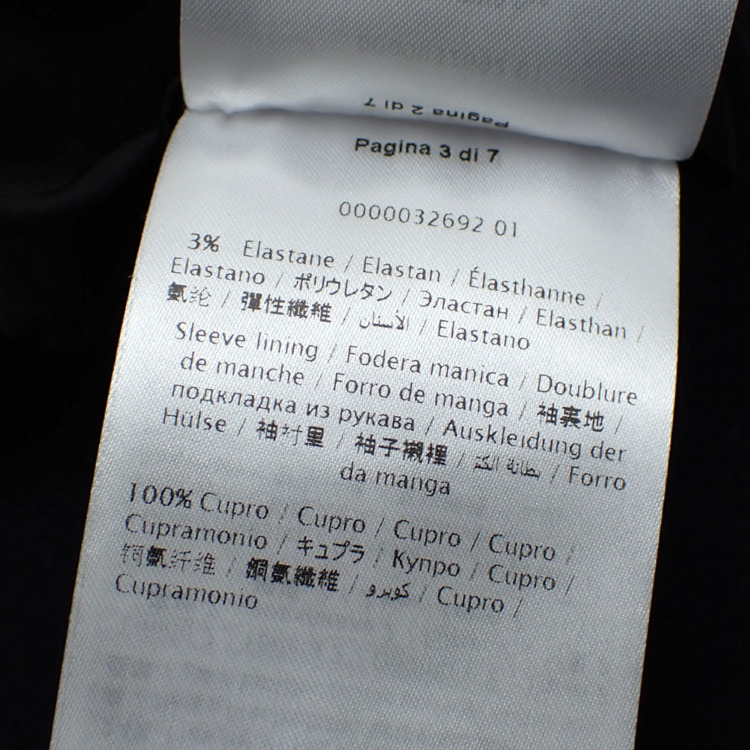 Pagina 2 di 7
Pagina 3 di 7
0000032692 01
3% Elastane / Elastan / Élasthanne /
Elastano / ポリウレタン / Эластан / Elasthan /
氨纶 / 彈性纖維 / الأستان / Elastano
Sleeve lining / Fodera manica / Doublure
de manche / Forro de manga / 袖裏地 /
подкладка из рукава / Auskleidung der
Hülse / 袖衬里 / 袖子襯裡 / بطانة الكم / Forro
da manga
100% Cupro / Cupro / Cupro / Cupro /
Cupramonio / キュプラ / Купро / Cupro /
铜氨纤维 / 銅氨纖維 / كوبرو / Cupro /
Cupramonio